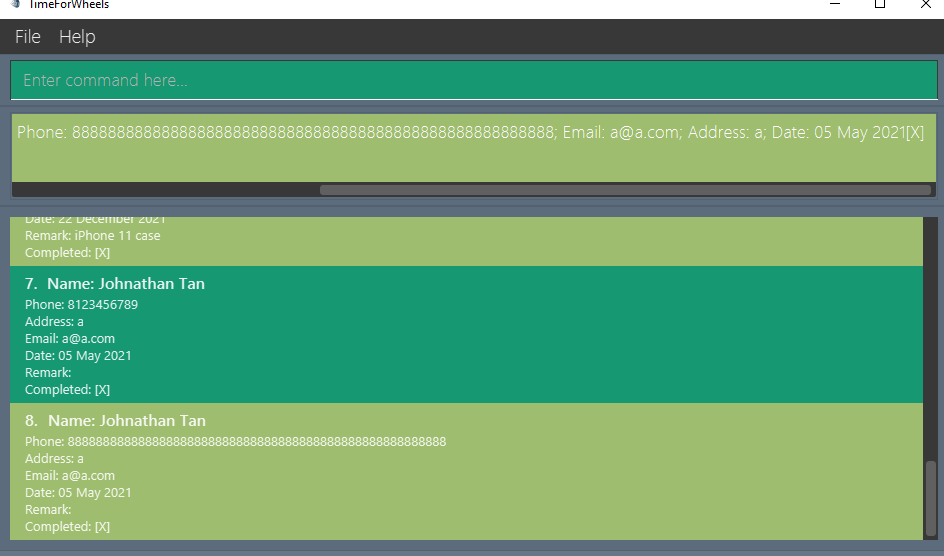 TimeForWheels
File Help
Enter command here...
Phone: 888888888888888888888888888888888888888888888888888888; Email: a@a.com; Address: a; Date: 05 May 2021[X]
Date: 22 December 2021
Remark: iPhone 11 case
Completed: [X]
7. Name: Johnathan Tan
Phone: 8123456789
Address: a
Email: a@a.com
Date: 05 May 2021
Remark:
Completed: [X]
8. Name: Johnathan Tan
Phone: 888888888888888888888888888888888888888888888888888888
Address: a
Email: a@a.com
Date: 05 May 2021
Remark:
Completed: [X]